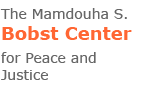 The Mamdouha S.
Bobst Center
for Peace and
Justice